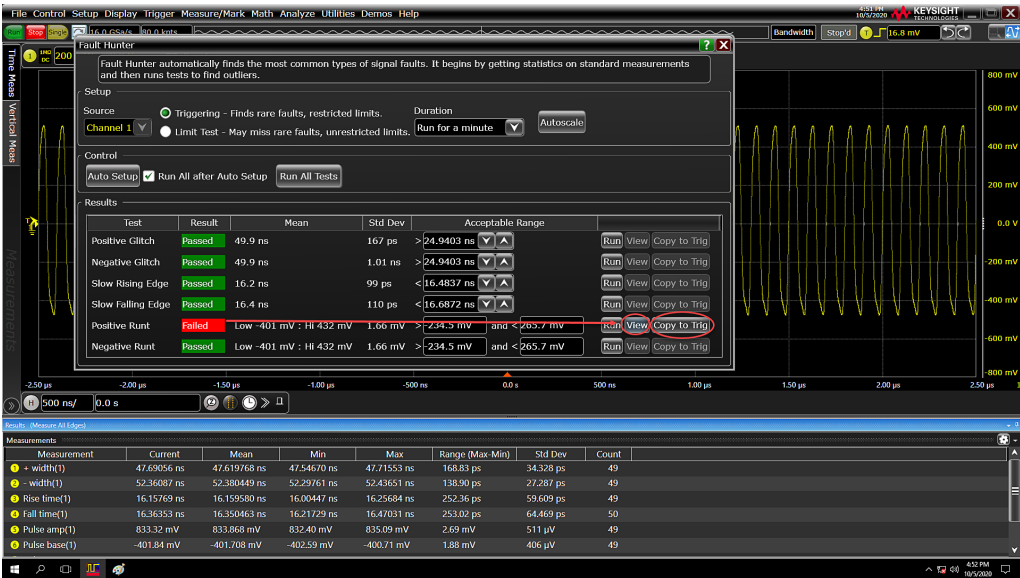 File Control Setup Display Trigger Measure/Mark Math Analyze Utilities Demos Help
4:51 PM
10/5/2020
KEYSIGHT
TECHNOLOGIES
Run Stop Single 16.0 GSa/s 80.0 kpts Bandwidth Stop'd T 16.8 mV
1 1MΩ DC 200
Time Meas
Vertical Meas
Measurements
Fault Hunter ? X
Fault Hunter automatically finds the most common types of signal faults. It begins by getting statistics on standard measurements
and then runs tests to find outliers.
Setup
Source
Channel 1
Triggering - Finds rare faults, restricted limits.
Limit Test - May miss rare faults, unrestricted limits.
Duration
Run for a minute
Autoscale
Control
Auto Setup Run All after Auto Setup Run All Tests
Results
Test Result Mean Std Dev Acceptable Range
Positive Glitch Passed 49.9 ns 167 ps > 24.9403 ns Run View Copy to Trig
Negative Glitch Passed 49.9 ns 1.01 ns > 24.9403 ns Run View Copy to Trig
Slow Rising Edge Passed 16.2 ns 99 ps < 16.4837 ns Run View Copy to Trig
Slow Falling Edge Passed 16.4 ns 110 ps < 16.6872 ns Run View Copy to Trig
Positive Runt Failed Low -401 mV : Hi 432 mV 1.66 mV > -234.5 mV and < 265.7 mV Run View Copy to Trig
Negative Runt Passed Low -401 mV : Hi 432 mV 1.66 mV > -234.5 mV and < 265.7 mV Run View Copy to Trig
800 mV
600 mV
400 mV
200 mV
0.0 V
-200 mV
-400 mV
-600 mV
-800 mV
-2.50 µs -2.00 µs -1.50 µs -1.00 µs -500 ns 0.0 s 500 ns 1.00 µs 1.50 µs 2.00 µs 2.50 µs
H 500 ns/ 0.0 s
Results (Measure All Edges)
Measurements
Measurement Current Mean Min Max Range (Max-Min) Std Dev Count
1 + width(1) 47.69056 ns 47.619768 ns 47.54670 ns 47.71553 ns 168.83 ps 34.328 ps 49
2 - width(1) 52.36087 ns 52.380449 ns 52.29761 ns 52.43651 ns 138.90 ps 27.287 ps 49
3 Rise time(1) 16.15769 ns 16.159580 ns 16.00447 ns 16.25684 ns 252.36 ps 59.609 ps 49
4 Fall time(1) 16.36353 ns 16.350463 ns 16.21729 ns 16.47031 ns 253.02 ps 64.469 ps 50
5 Pulse amp(1) 833.32 mV 833.868 mV 832.40 mV 835.09 mV 2.69 mV 511 µV 49
6 Pulse base(1) -401.84 mV -401.708 mV -402.59 mV -400.71 mV 1.88 mV 406 µV 49
4:52 PM
10/5/2020